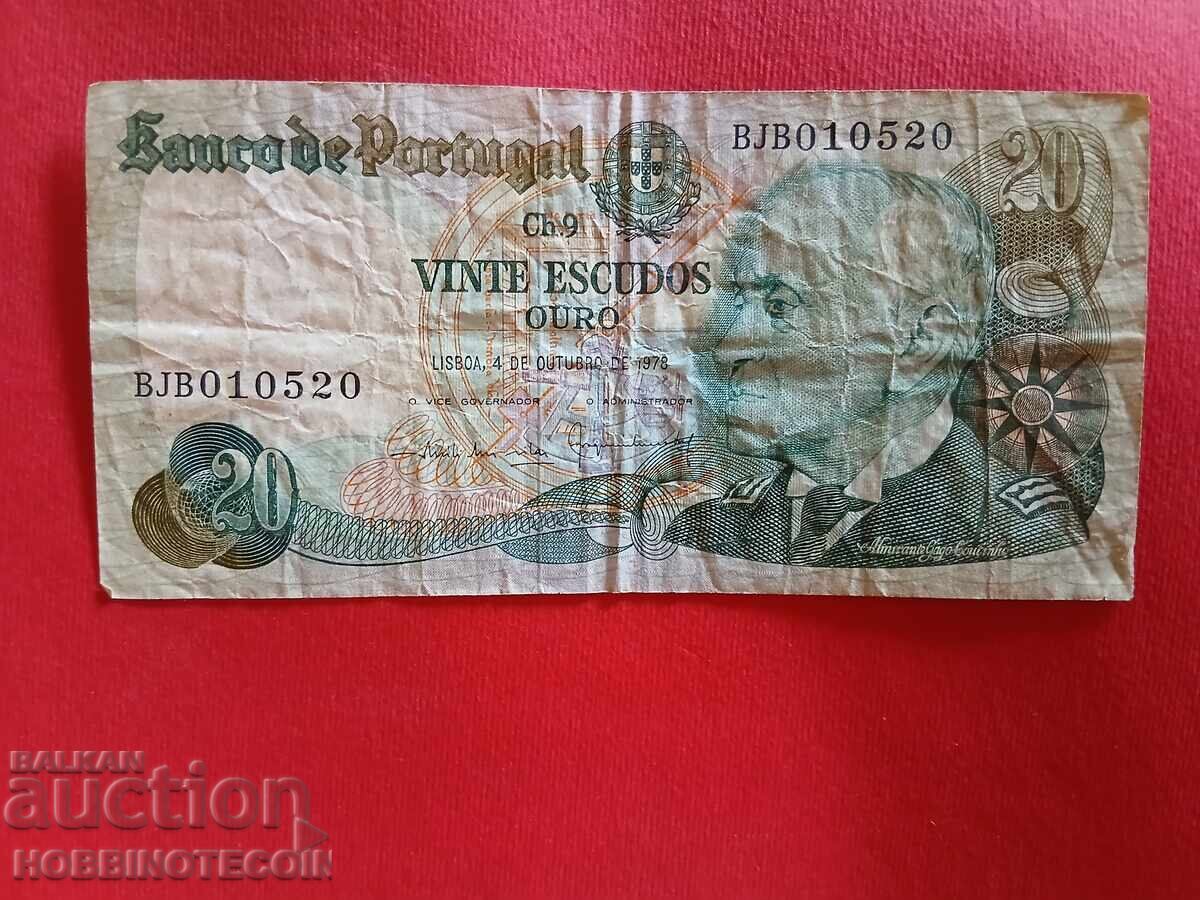 Banco de Portugal
BJB010520
20
Ch.9
VINTE ESCUDOS
OURO
LISBOA, 4 DE OUTUBRO DE 1978
BJB010520
O VICE GOVERNADOR O ADMINISTRADOR
20
Almirante Gago Coutinho
BALKAN
auction
HOBBINOTECOIN